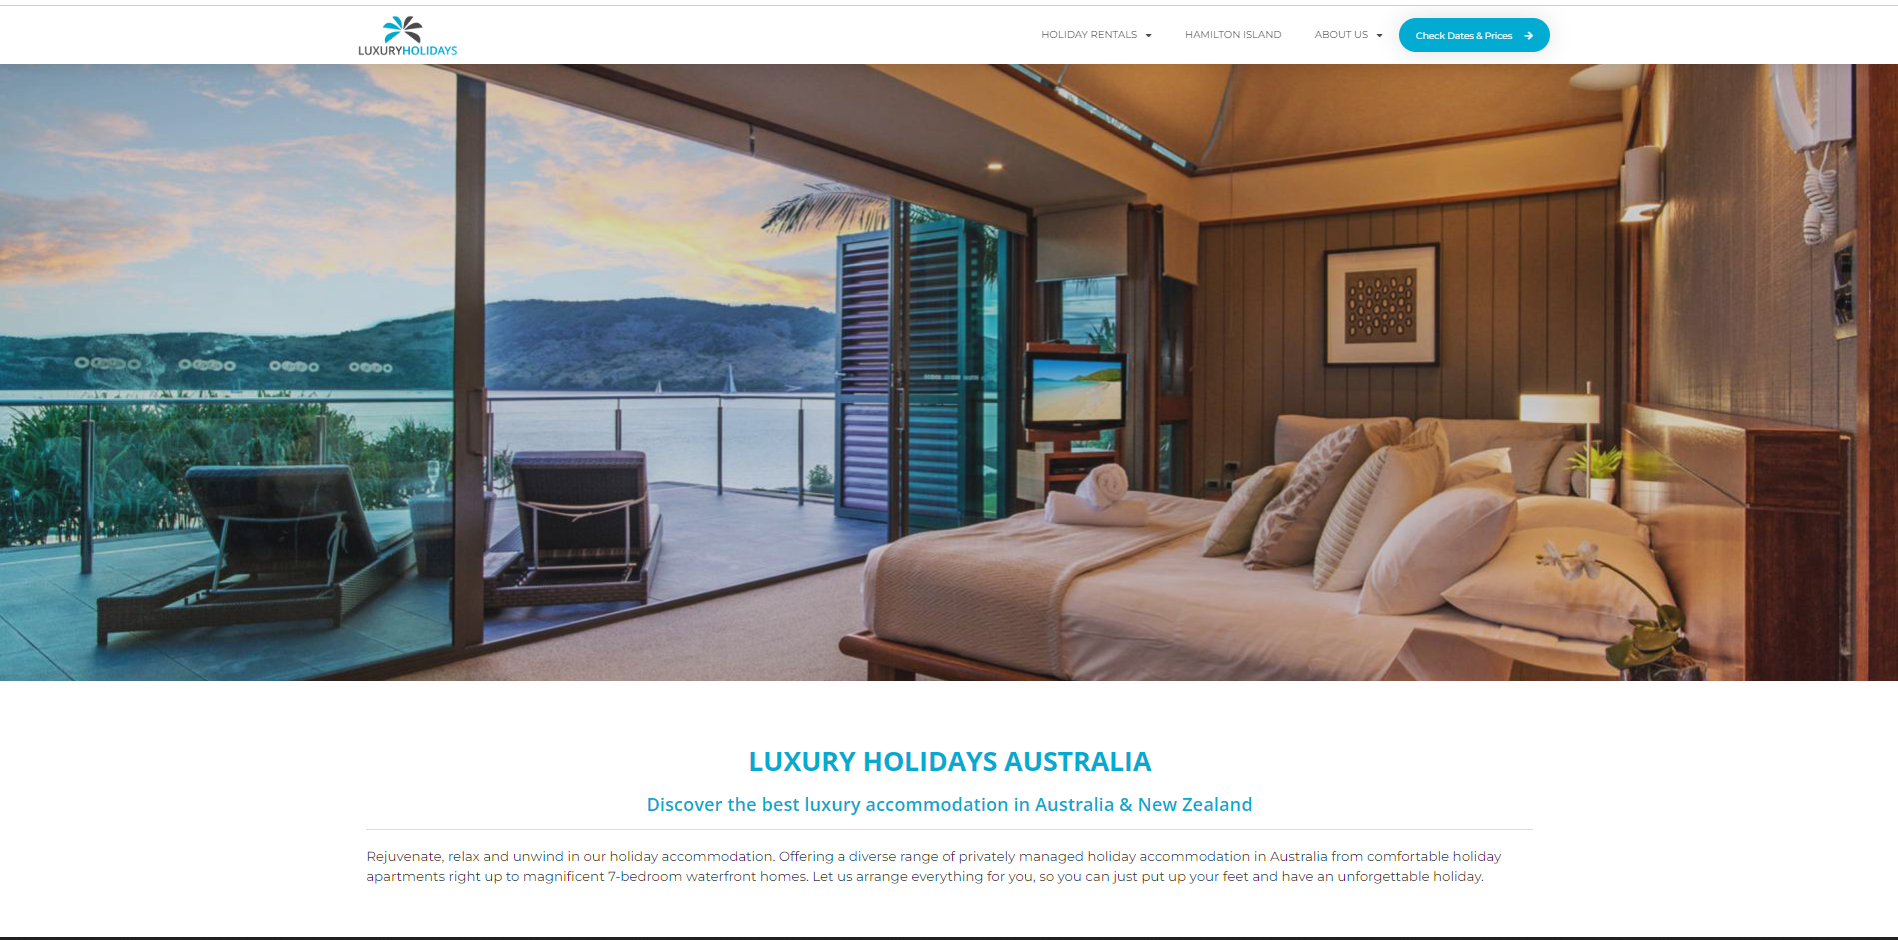 LUXURYHOLIDAYS
HOLIDAY RENTALS
HAMILTON ISLAND
ABOUT US
Check Dates & Prices
LUXURY HOLIDAYS AUSTRALIA
Discover the best luxury accommodation in Australia & New Zealand
Rejuvenate, relax and unwind in our holiday accommodation. Offering a diverse range of privately managed holiday accommodation in Australia from comfortable holiday
apartments right up to magnificent 7-bedroom waterfront homes. Let us arrange everything for you, so you can just put up your feet and have an unforgettable holiday.